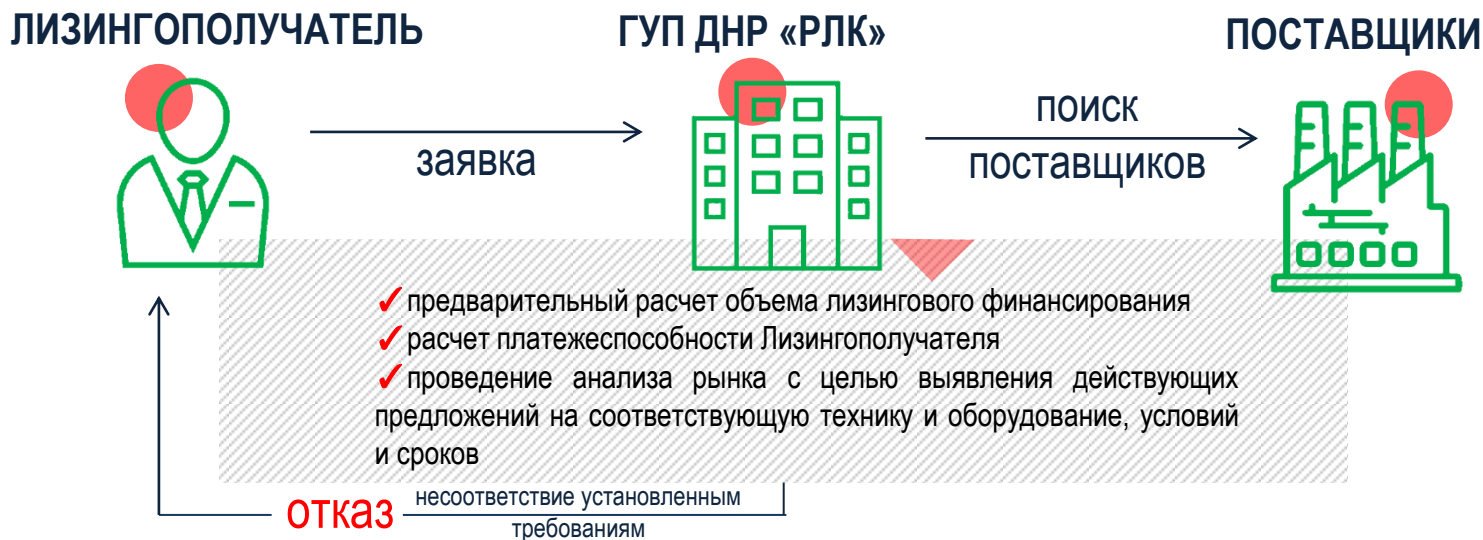 ЛИЗИНГОПОЛУЧАТЕЛЬ
ГУП ДНР «РЛК»
ПОСТАВЩИКИ
заявка
поиск
поставщиков
✓предварительный расчет объема лизингового финансирования
✓расчет платежеспособности Лизингополучателя
✓проведение анализа рынка с целью выявления действующих
предложений на соответствующую технику и оборудование, условий
и сроков
отказ
несоответствие установленным
требованиям